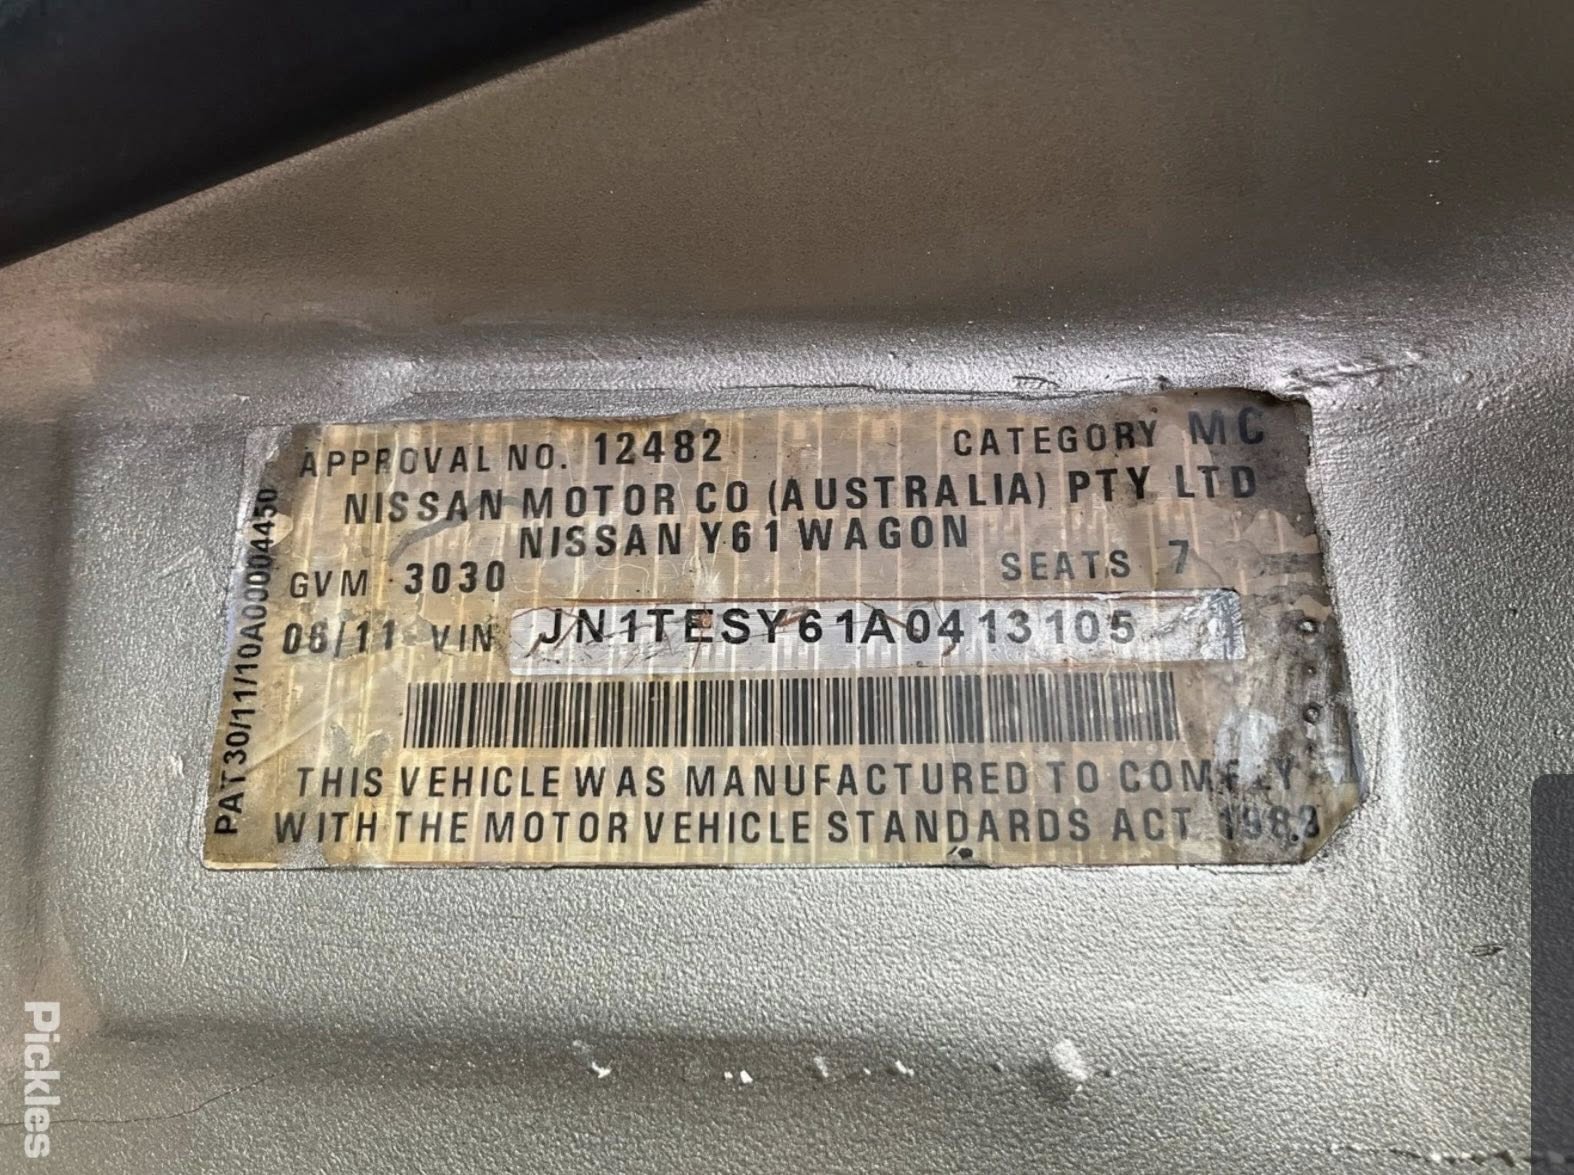 APPROVAL NO. 12482 CATEGORY MC
NISSAN MOTOR CO (AUSTRALIA) PTY LTD
NISSAN Y61 WAGON
GVM 3030 SEATS 7
08/11 VIN JN1TESY61A0413105
THIS VEHICLE WAS MANUFACTURED TO COMPLY
WITH THE MOTOR VEHICLE STANDARDS ACT 1989
PAT30/11/10A00004450
Pickles